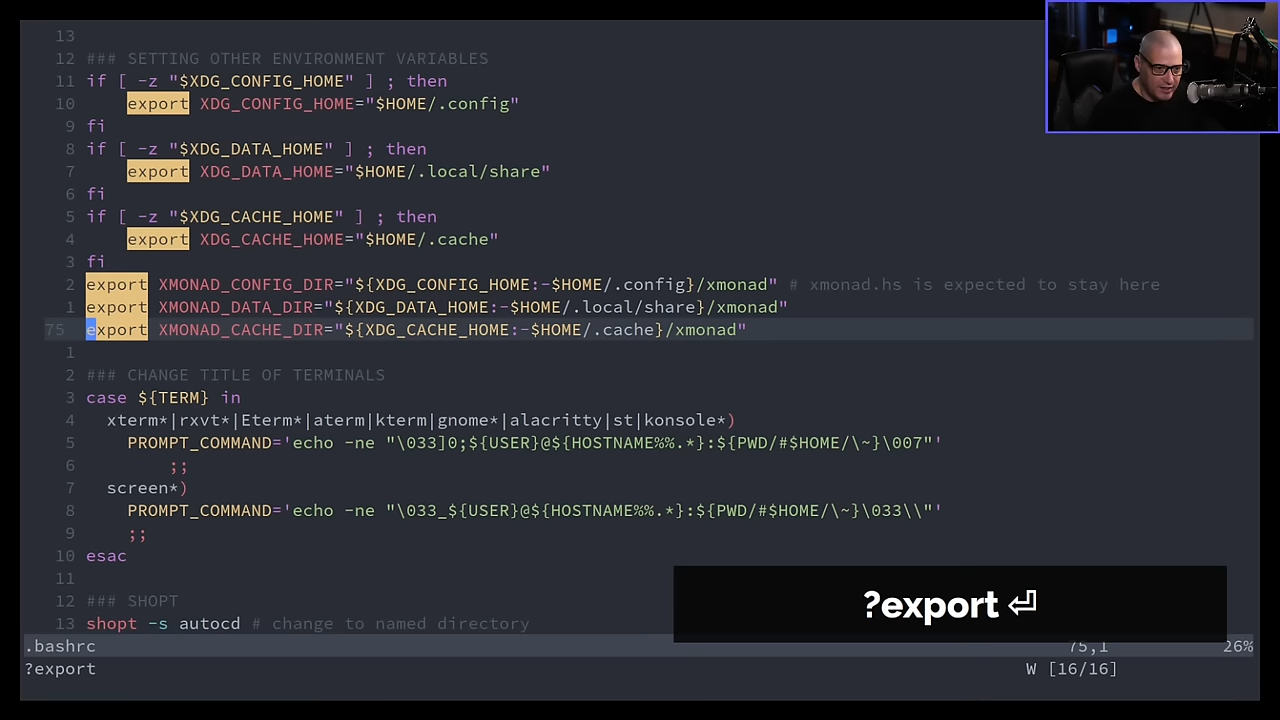 13
12 ### SETTING OTHER ENVIRONMENT VARIABLES
11 if [ -z "$XDG_CONFIG_HOME" ] ; then
10     export XDG_CONFIG_HOME="$HOME/.config"
9 fi
8 if [ -z "$XDG_DATA_HOME" ] ; then
7     export XDG_DATA_HOME="$HOME/.local/share"
6 fi
5 if [ -z "$XDG_CACHE_HOME" ] ; then
4     export XDG_CACHE_HOME="$HOME/.cache"
3 fi
2 export XMONAD_CONFIG_DIR="${XDG_CONFIG_HOME:-$HOME/.config}/xmonad" # xmonad.hs is expected to stay here
1 export XMONAD_DATA_DIR="${XDG_DATA_HOME:-$HOME/.local/share}/xmonad"
75 export XMONAD_CACHE_DIR="${XDG_CACHE_HOME:-$HOME/.cache}/xmonad"
1
2 ### CHANGE TITLE OF TERMINALS
3 case ${TERM} in
4   xterm*|rxvt*|Eterm*|aterm|kterm|gnome*|alacritty|st|konsole*)
5     PROMPT_COMMAND='echo -ne "\033]0;${USER}@${HOSTNAME%%.*}:${PWD/#$HOME/\~}\007"'
6         ;;
7   screen*)
8     PROMPT_COMMAND='echo -ne "\033_${USER}@${HOSTNAME%%.*}:${PWD/#$HOME/\~}\033\\"'
9     ;;
10 esac
11
12 ### SHOPT
13 shopt -s autocd # change to named directory
?export ⏎
.bashrc 75,1 26%
?export W [16/16]